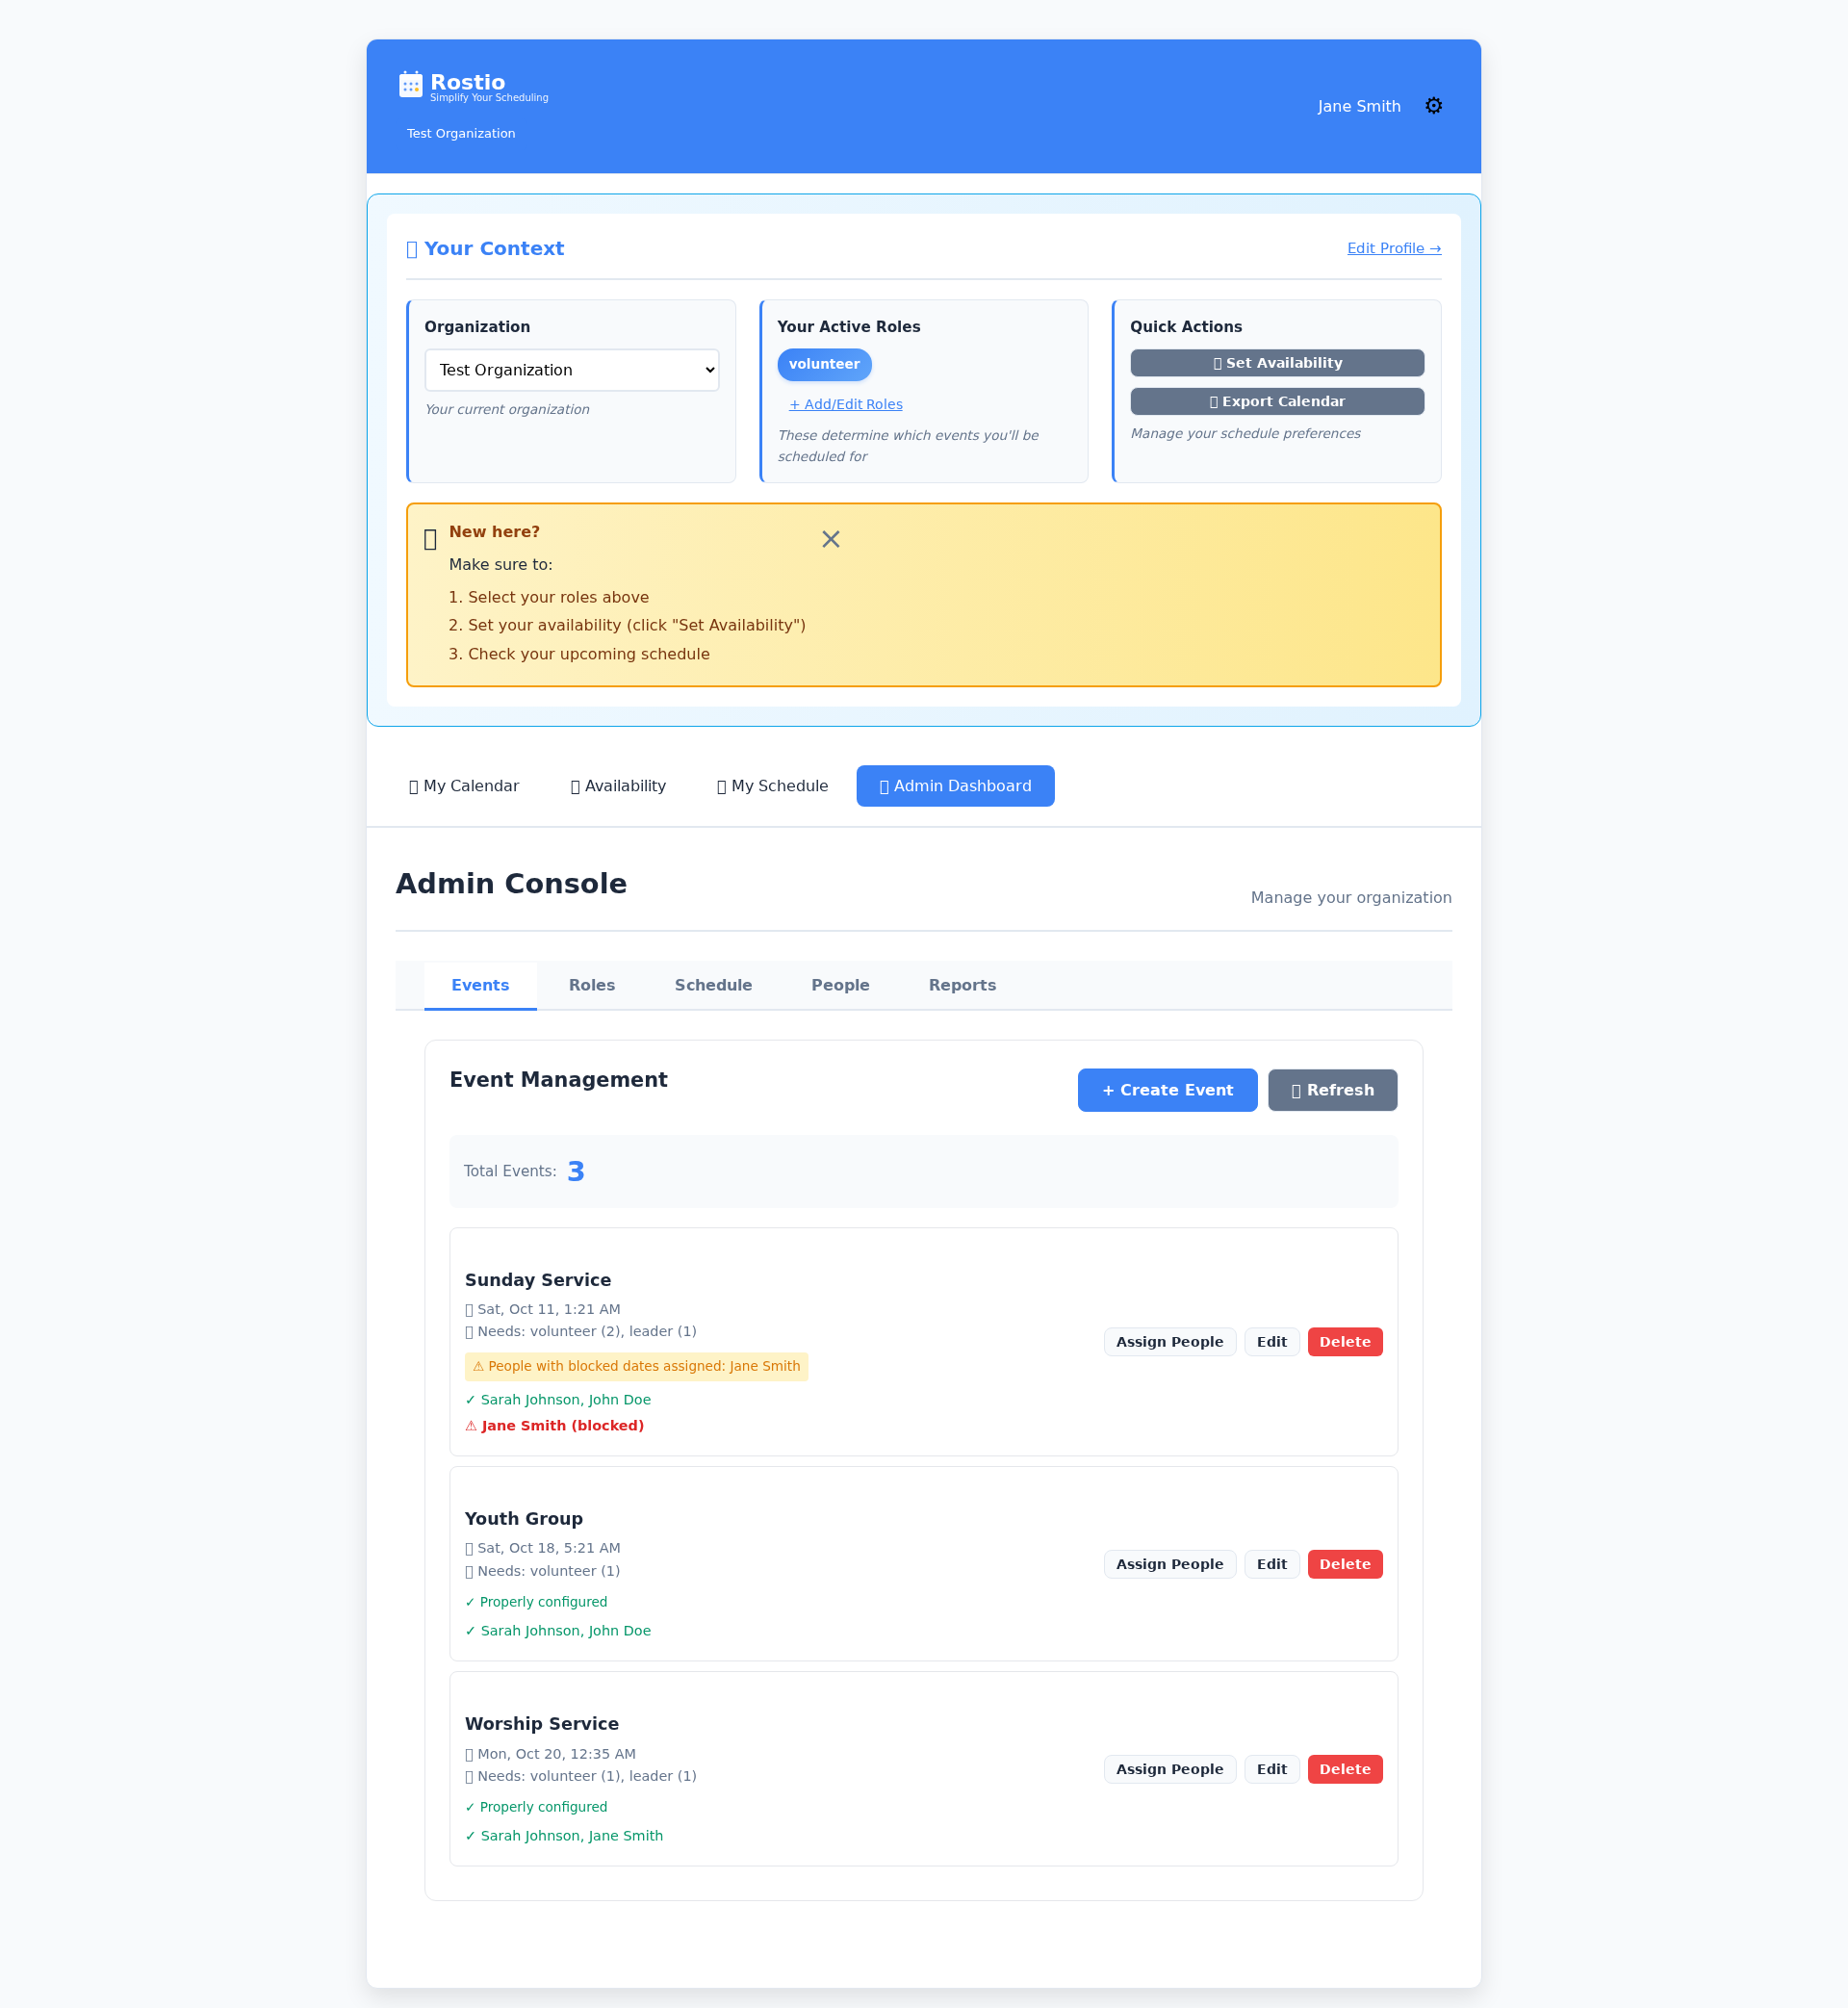 Rostio
Simplify Your Scheduling
Test Organization
Jane Smith
Your Context
Edit Profile →
Organization
Test Organization
Your current organization
Your Active Roles
volunteer
+ Add/Edit Roles
These determine which events you'll be
scheduled for
Quick Actions
Set Availability
Export Calendar
Manage your schedule preferences
New here?
Make sure to:
1. Select your roles above
2. Set your availability (click "Set Availability")
3. Check your upcoming schedule
My Calendar
Availability
My Schedule
Admin Dashboard
Admin Console
Manage your organization
Events
Roles
Schedule
People
Reports
Event Management
+ Create Event
Refresh
Total Events: 3
Sunday Service
Sat, Oct 11, 1:21 AM
Needs: volunteer (2), leader (1)
⚠ People with blocked dates assigned: Jane Smith
✓ Sarah Johnson, John Doe
⚠ Jane Smith (blocked)
Assign People
Edit
Delete
Youth Group
Sat, Oct 18, 5:21 AM
Needs: volunteer (1)
✓ Properly configured
✓ Sarah Johnson, John Doe
Assign People
Edit
Delete
Worship Service
Mon, Oct 20, 12:35 AM
Needs: volunteer (1), leader (1)
✓ Properly configured
✓ Sarah Johnson, Jane Smith
Assign People
Edit
Delete